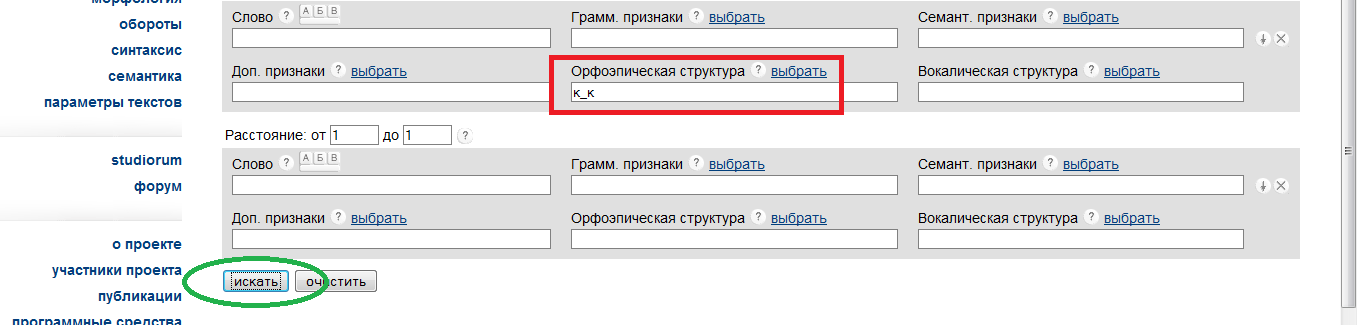 морфология
обороты
синтаксис
семантика
параметры текстов
studiorum
форум
о проекте
участники проекта
публикации
программные средства
Слово ? А Б В Грамм. признаки ? выбрать Семант. признаки ? выбрать
Доп. признаки ? выбрать Орфоэпическая структура ? выбрать Вокалическая структура ? выбрать
к_к
Расстояние: от 1 до 1 ?
Слово ? А Б В Грамм. признаки ? выбрать Семант. признаки ? выбрать
Доп. признаки ? выбрать Орфоэпическая структура ? выбрать Вокалическая структура ? выбрать
искать очистить